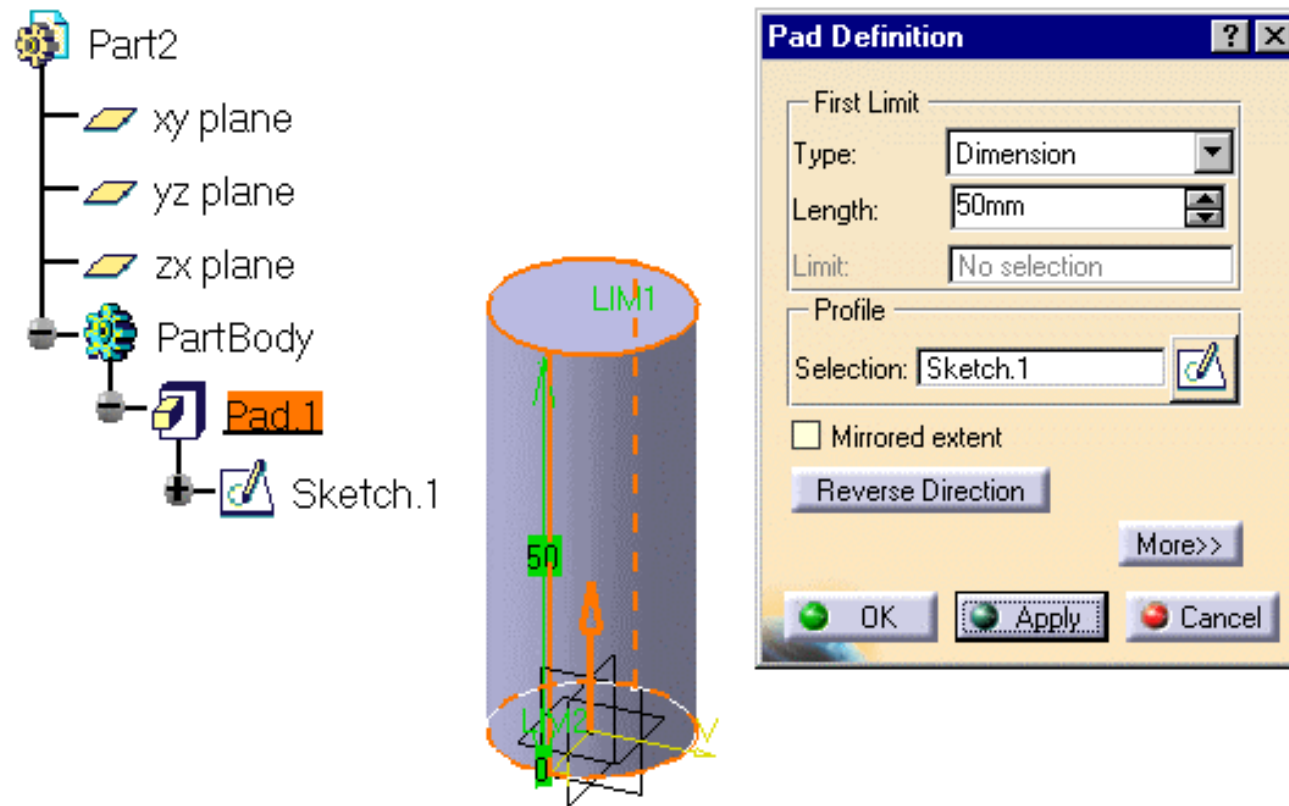 Part2
xy plane
yz plane
zx plane
PartBody
Pad.1
Sketch.1
LIM1
50
LIM2
0
V
Pad Definition
First Limit
Type: Dimension
Length: 50mm
Limit: No selection
Profile
Selection: Sketch.1
Mirrored extent
Reverse Direction
More>>
OK Apply Cancel